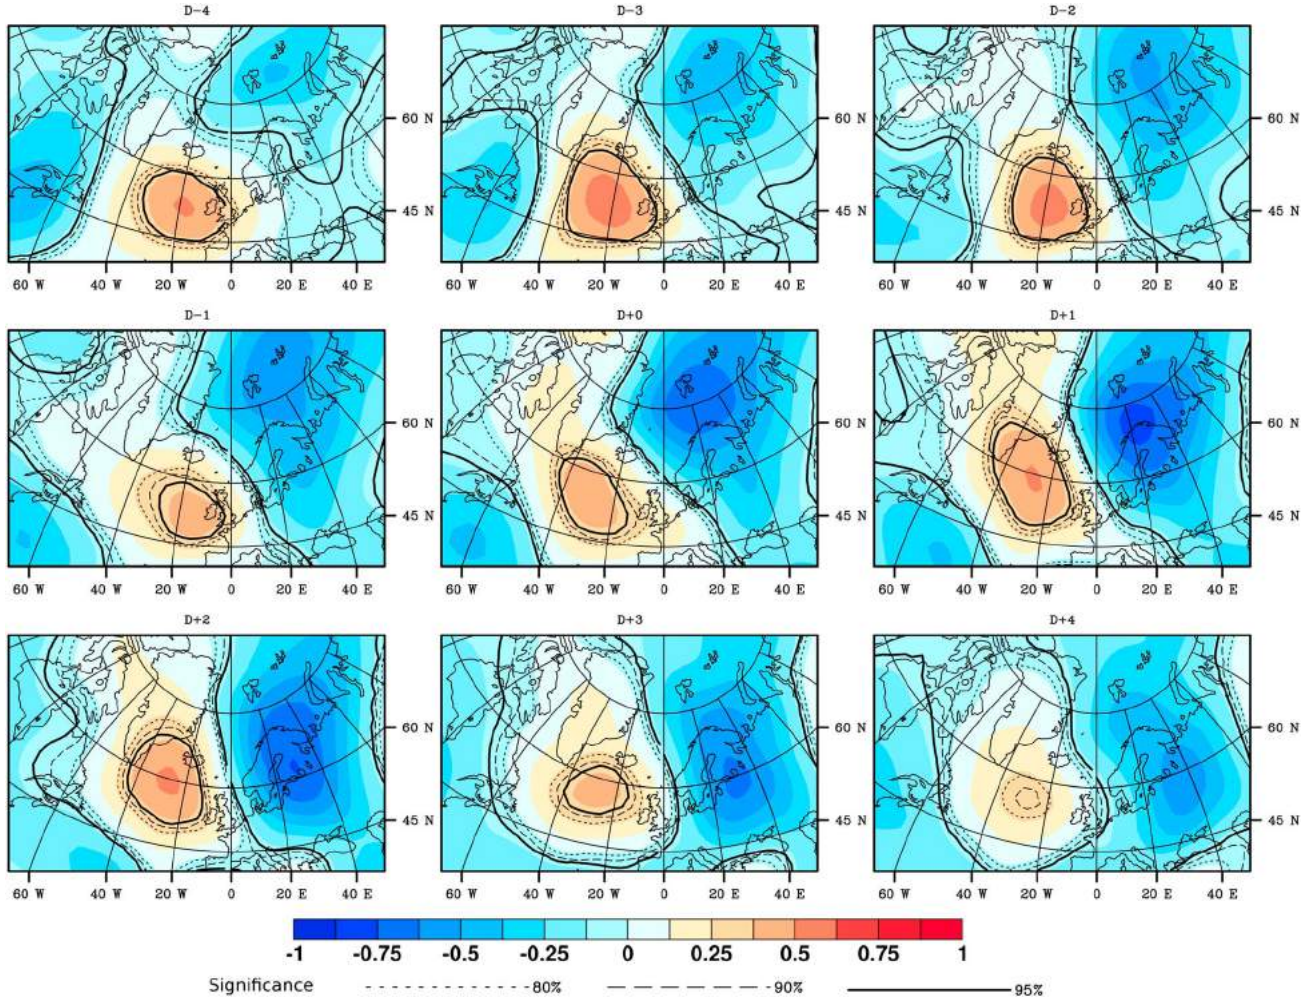 D-4 D-3 D-2
60 N 60 N 60 N
45 N 45 N 45 N
60 W 40 W 20 W 0 20 E 40 E 60 W 40 W 20 W 0 20 E 40 E 60 W 40 W 20 W 0 20 E 40 E
D-1 D+0 D+1
60 N 60 N 60 N
45 N 45 N 45 N
60 W 40 W 20 W 0 20 E 40 E 60 W 40 W 20 W 0 20 E 40 E 60 W 40 W 20 W 0 20 E 40 E
D+2 D+3 D+4
60 N 60 N 60 N
45 N 45 N 45 N
60 W 40 W 20 W 0 20 E 40 E 60 W 40 W 20 W 0 20 E 40 E 60 W 40 W 20 W 0 20 E 40 E
-1 -0.75 -0.5 -0.25 0 0.25 0.5 0.75 1
Significance 80% 90% 95%